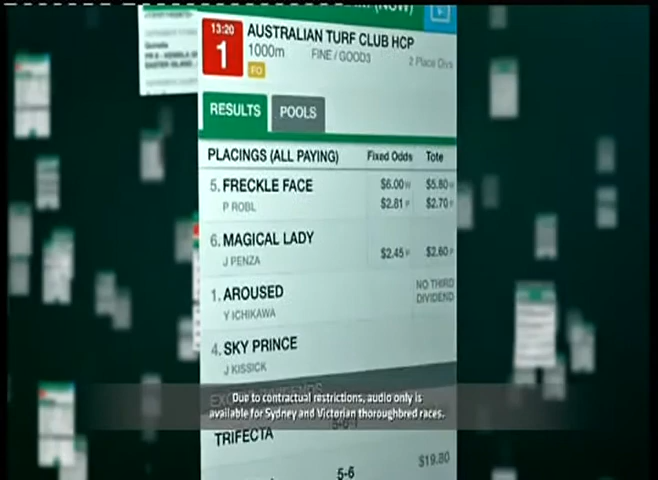 (NOW)
13:20
1
AUSTRALIAN TURF CLUB HCP
1000m FINE / GOOD3 2 Place Divs
FO
RESULTS POOLS
PLACINGS (ALL PAYING) Fixed Odds Tote
5. FRECKLE FACE $6.00 W $5.80 W
P ROBL $2.81 P $2.70 P
6. MAGICAL LADY
J PENZA $2.45 P $2.60 P
1. AROUSED NO THIRD
Y ICHIKAWA DIVIDEND
4. SKY PRINCE
J KISSICK
Due to contractual restrictions, audio only is
available for Sydney and Victorian thoroughbred races.
TRIFECTA
5-6 $19.80